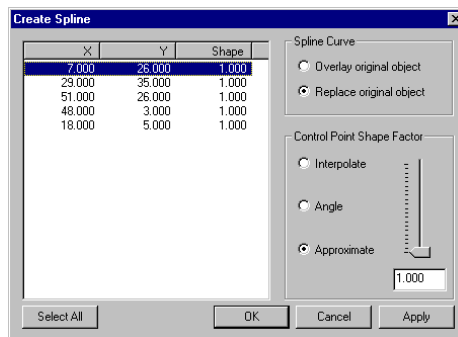 Create Spline
X Y Shape
7.000 26.000 1.000
29.000 35.000 1.000
51.000 26.000 1.000
48.000 3.000 1.000
18.000 5.000 1.000
Spline Curve
Overlay original object
Replace original object
Control Point Shape Factor
Interpolate
Angle
Approximate
1.000
Select All OK Cancel Apply